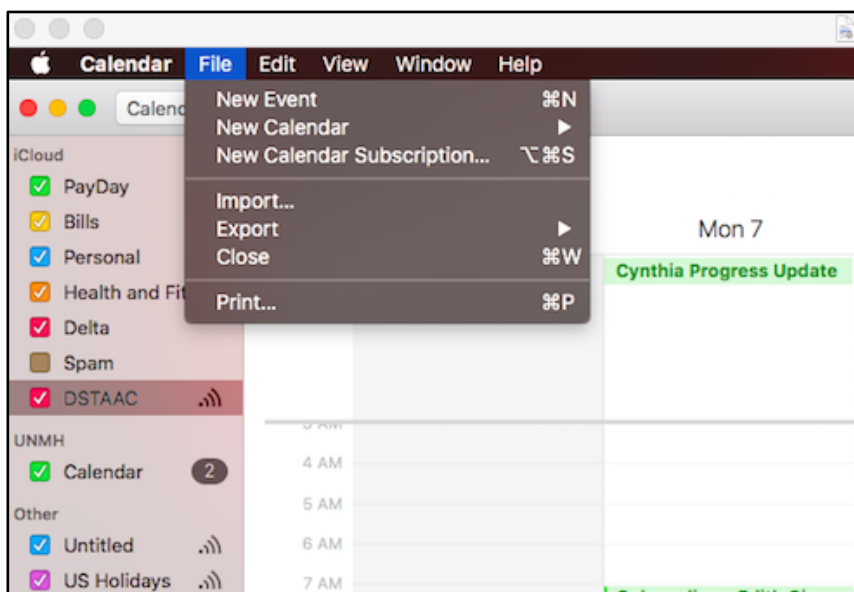 Calendar File Edit View Window Help
Calend
New Event ⌘N
New Calendar ▶
New Calendar Subscription... ⌥⌘S
Import...
Export ▶
Close ⌘W
Print... ⌘P
iCloud
PayDay
Bills
Personal
Health and Fit
Delta
Spam
DSTAAC
UNMH
Calendar 2
Other
Untitled
US Holidays
Mon 7
Cynthia Progress Update
4 AM
5 AM
6 AM
7 AM